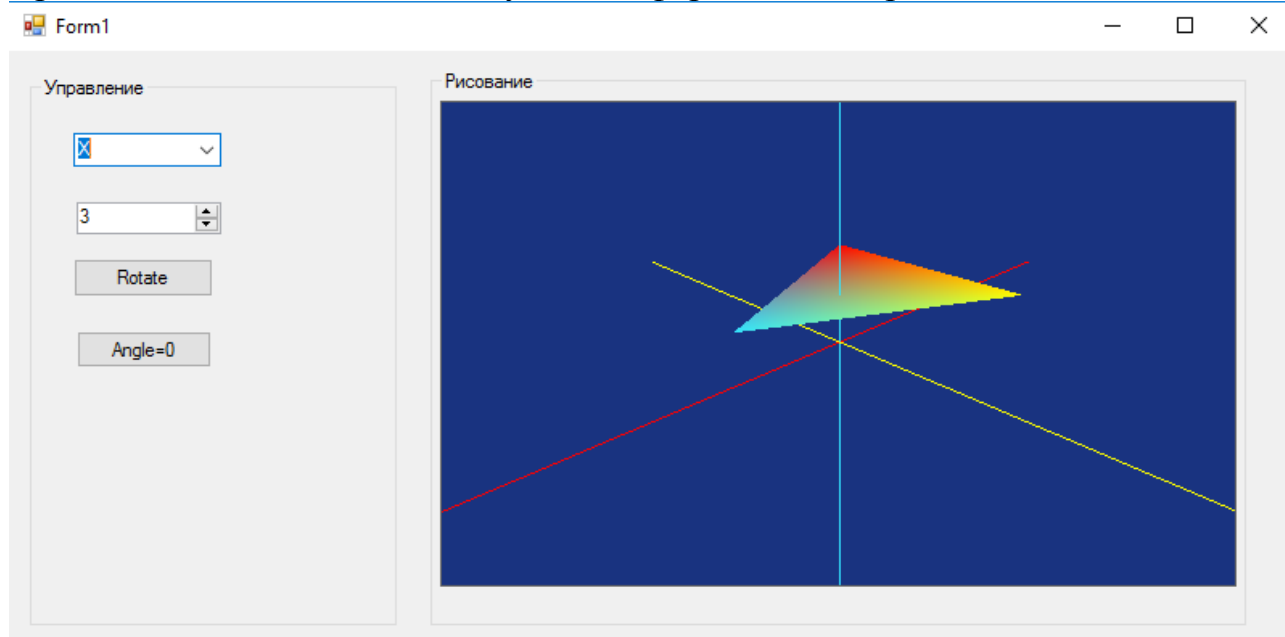 Form1
Управление
Рисование
X
3
Rotate
Angle=0